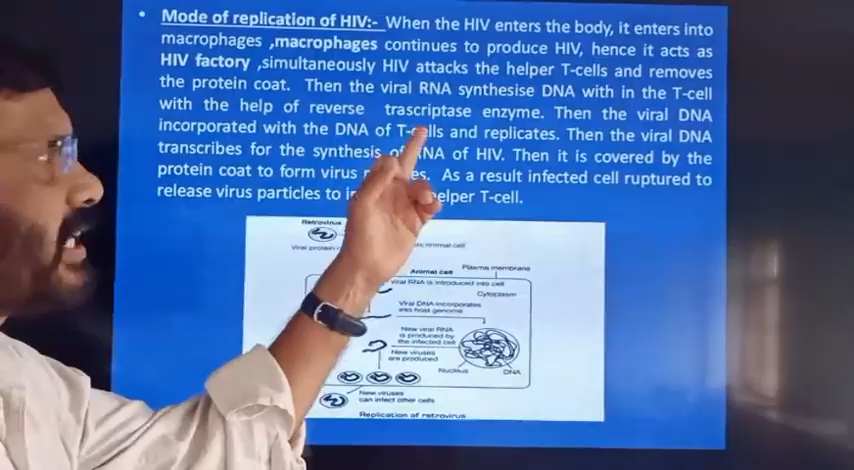 • Mode of replication of HIV:- When the HIV enters the body, it enters into
macrophages ,macrophages continues to produce HIV, hence it acts as
HIV factory ,simultaneously HIV attacks the helper T-cells and removes
the protein coat. Then the viral RNA synthesise DNA with in the T-cell
with the help of reverse trascriptase enzyme. Then the viral DNA
incorporated with the DNA of T-cells and replicates. Then the viral DNA
transcribes for the synthesis of RNA of HIV. Then it is covered by the
protein coat to form virus es. As a result infected cell ruptured to
release virus particles to in elper T-cell.
Retrovirus
Viral protein animal cell
Animal cell
Plasma membrane
Viral RNA is introduced into cell
Cytoplasm
Viral DNA incorporates
into host genome
New viral RNA
is produced by
the infected cell
New viruses
are produced
Nucleus
DNA
New viruses
can infect other cells
Replication of retrovirus